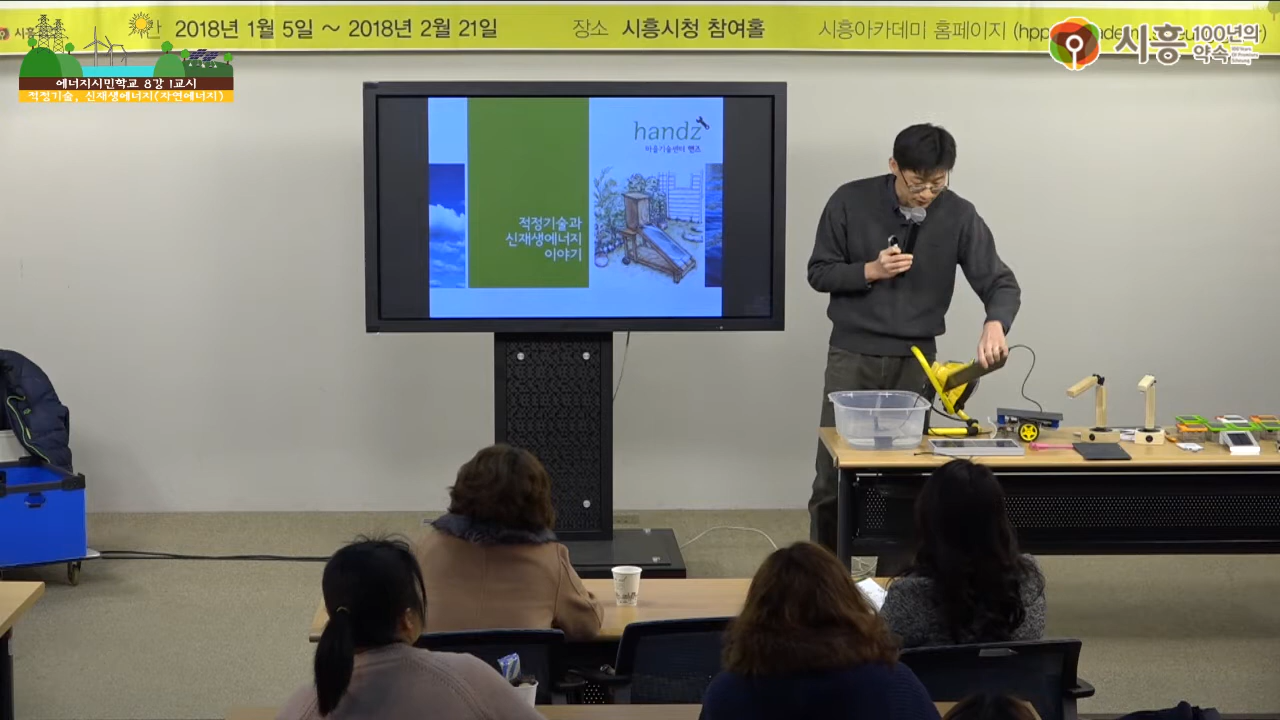 2018년 1월 5일 ~ 2018년 2월 21일 장소 시흥시청 참여홀 시흥아카데미 홈페이지
시흥 100년의 약속
에너지시민학교 8강 1교시
적정기술, 신재생에너지(자연에너지)
handz
마을기술센터 핸즈
적정기술과
신재생에너지
이야기